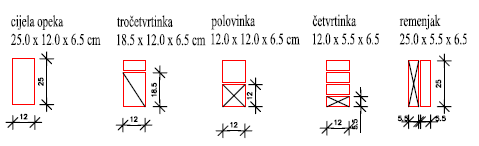 cijela opeka
25.0 x 12.0 x 6.5 cm
tročetvrtinka
18.5 x 12.0 x 6.5 cm
polovinka
12.0 x 12.0 x 6.5 cm
četvrtinka
12.0 x 5.5 x 6.5
remenjak
25.0 x 5.5 x 6.5
25
12
18.5
12
12
12
12
5.5
25
5.5
5.5